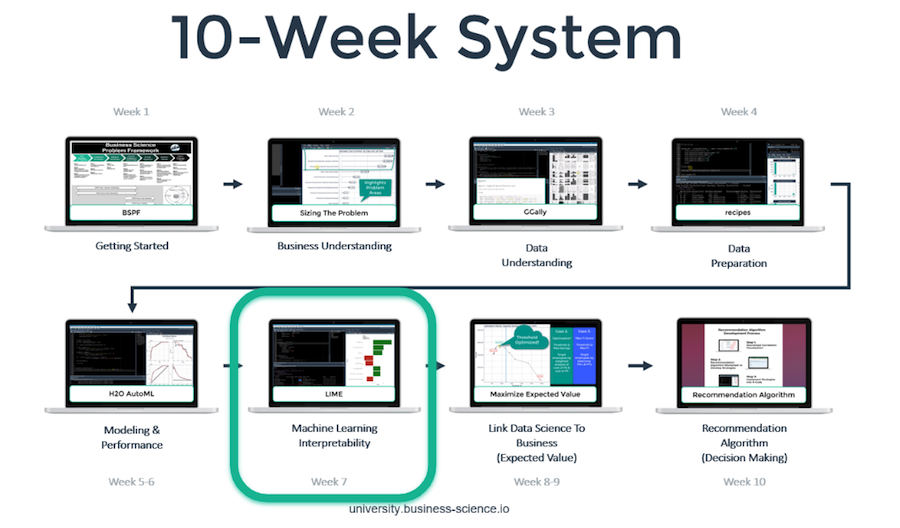 10-Week System
Week 1
Week 2
Week 3
Week 4
Business Science
Problem Framework
Highlights
Problem
Areas
BSPF
Sizing The Problem
GGally
recipes
Getting Started
Business Understanding
Data
Understanding
Data
Preparation
Threshold
Optimized!
Recommendation Algorithm
Development Process
H2O AutoML
LIME
Maximize Expected Value
Recommendation Algorithm
Modeling &
Performance
Machine Learning
Interpretability
Link Data Science To
Business
(Expected Value)
Recommendation
Algorithm
(Decision Making)
Week 5-6
Week 7
Week 8-9
Week 10
university.business-science.io